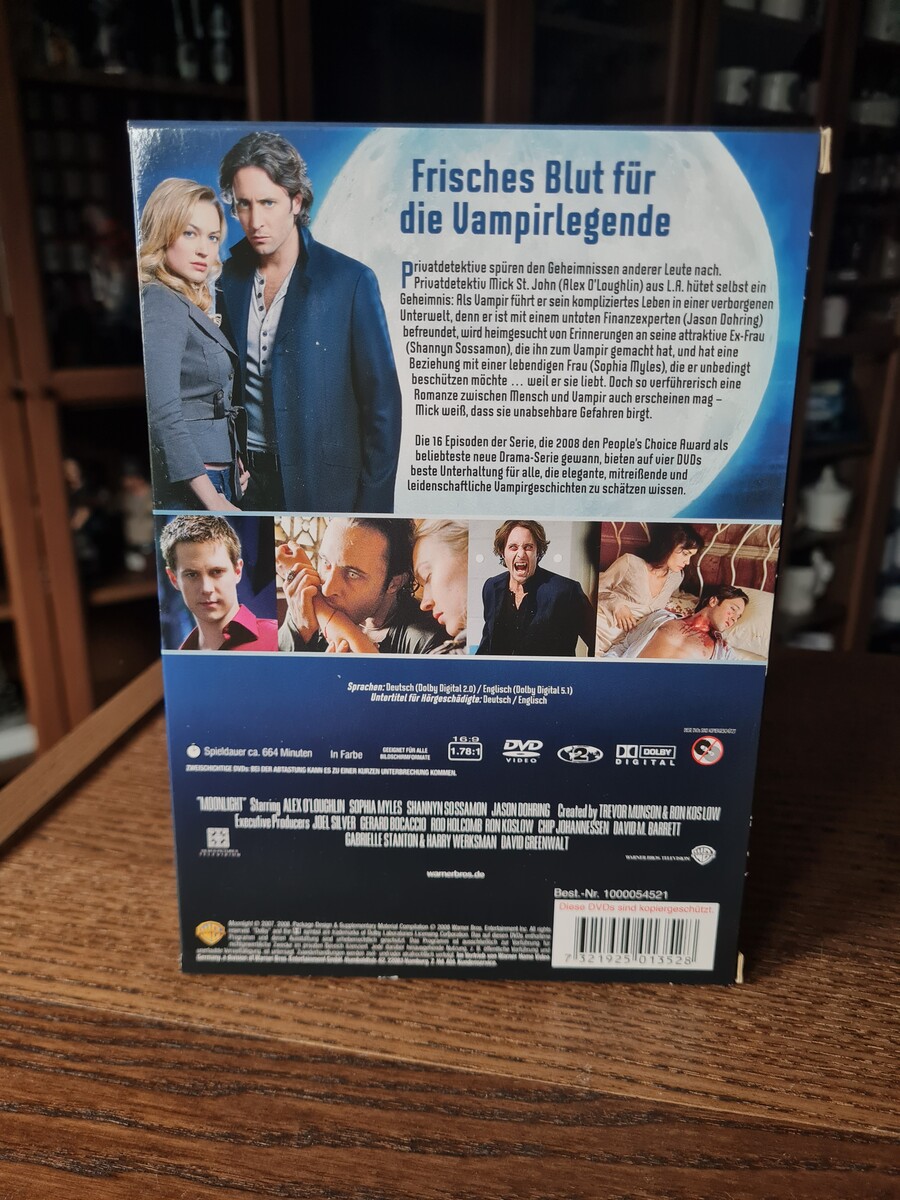 Frisches Blut für
die Vampirlegende
Privatdetektive spüren den Geheimnissen anderer Leute nach.
Privatdetektiv Mick St. John (Alex O'Loughlin) aus L.A. hütet selbst ein
Geheimnis: Als Vampir führt er sein kompliziertes Leben in einer verborgenen
Unterwelt, denn er ist mit einem untoten Finanzexperten (Jason Dohring)
befreundet, wird heimgesucht von Erinnerungen an seine attraktive Ex-Frau
(Shannyn Sossamon), die ihn zum Vampir gemacht hat, und hat eine
Beziehung mit einer lebendigen Frau (Sophia Myles), die er unbedingt
beschützen möchte ... weil er sie liebt. Doch so verführerisch eine
Romanze zwischen Mensch und Vampir auch erscheinen mag –
Mick weiß, dass sie unabsehbare Gefahren birgt.
Die 16 Episoden der Serie, die 2008 den People's Choice Award als
beliebteste neue Drama-Serie gewann, bieten auf vier DVDs
beste Unterhaltung für alle, die elegante, mitreißende und
leidenschaftliche Vampirgeschichten zu schätzen wissen.
Sprachen: Deutsch (Dolby Digital 2.0) / Englisch (Dolby Digital 5.1)
Untertitel für Hörgeschädigte: Deutsch / Englisch
DIESE DVDs SIND KOPIERGESCHÜTZT
Spieldauer ca. 664 Minuten
In Farbe
GEEIGNET FÜR ALLE
BILDSCHIRMFORMATE
16:9
1.78:1
DVD
VIDEO
2
DOLBY
DIGITAL
ZWEISCHICHTIGE DVDs: BEI DER ABTASTUNG KANN ES ZU EINER KURZEN UNTERBRECHUNG KOMMEN.
"MOONLIGHT" Starring ALEX O'LOUGHLIN SOPHIA MYLES SHANNYN SOSSAMON JASON DOHRING Created by TREVOR MUNSON & RON KOSLOW
Executive Producers JOEL SILVER GERARD BOCACCIO ROD HOLCOMB RON KOSLOW CHIP JOHANNESSEN DAVID M. BARRETT
GABRIELLE STANTON & HARRY WERKSMAN DAVID GREENWALT
WARNER BROS. TELEVISION
warnerbros.de
Best.-Nr. 1000054521
Diese DVDs sind kopiergeschützt.
7 321925 013528